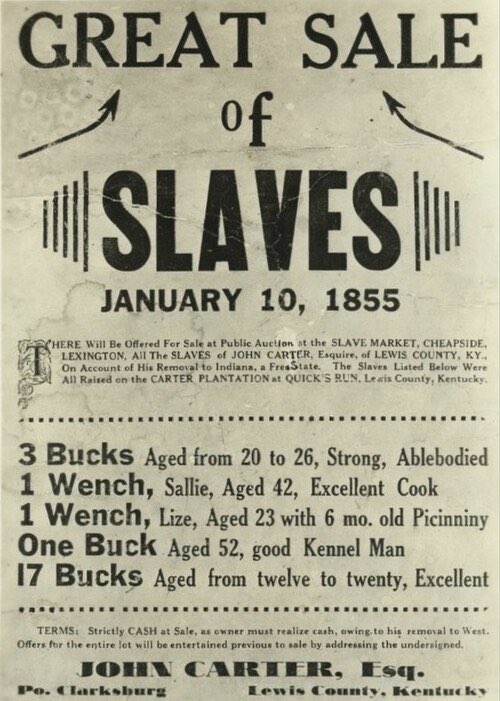 GREAT SALE
of
SLAVES
JANUARY 10, 1855
THERE Will Be Offered For Sale at Public Auction at the SLAVE MARKET, CHEAPSIDE,
LEXINGTON, All The SLAVES of JOHN CARTER, Esquire, of LEWIS COUNTY, KY.,
On Account of His Removal to Indiana, a Free State. The Slaves Listed Below Were
All Raised on the CARTER PLANTATION at QUICK'S RUN, Lewis County, Kentucky.
3 Bucks Aged from 20 to 26, Strong, Ablebodied
1 Wench, Sallie, Aged 42, Excellent Cook
1 Wench, Lize, Aged 23 with 6 mo. old Picinniny
One Buck Aged 52, good Kennel Man
17 Bucks Aged from twelve to twenty, Excellent
TERMS: Strictly CASH at Sale, as owner must realize cash, owing to his removal to West.
Offers for the entire lot will be entertained previous to sale by addressing the undersigned.
JOHN CARTER, Esq.
Po. Clarksburg Lewis County, Kentucky